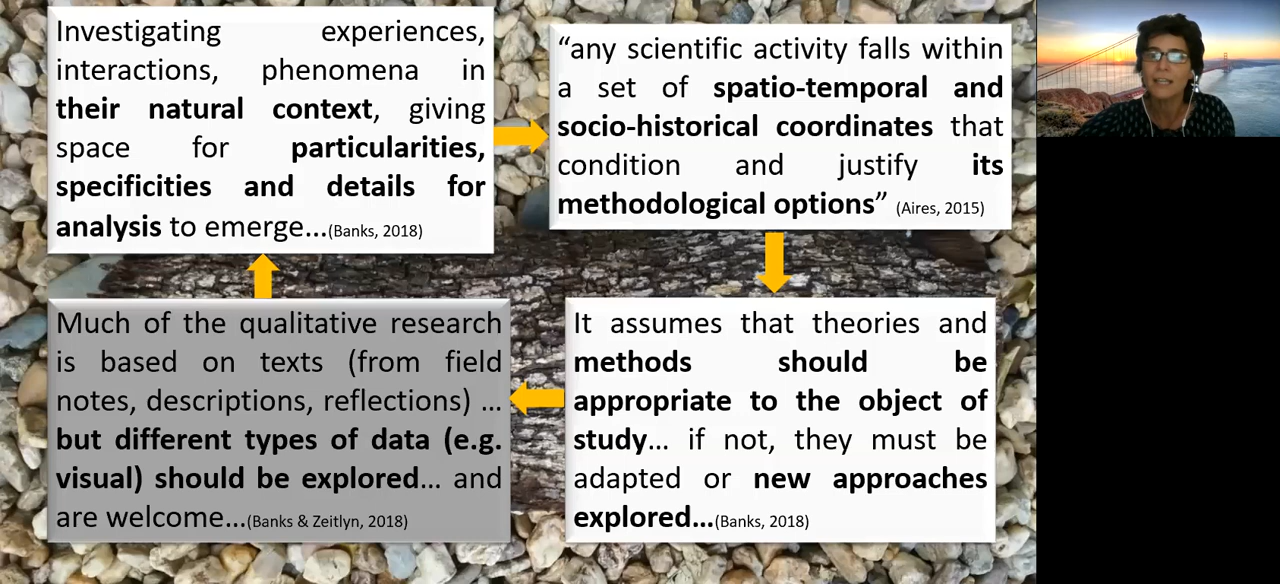 Investigating experiences,
interactions, phenomena in
their natural context, giving
space for particularities,
specificities and details for
analysis to emerge...(Banks, 2018)
“any scientific activity falls within
a set of spatio-temporal and
socio-historical coordinates that
condition and justify its
methodological options” (Aires, 2015)
It assumes that theories and
methods should be
appropriate to the object of
study... if not, they must be
adapted or new approaches
explored...(Banks, 2018)
Much of the qualitative research
is based on texts (from field
notes, descriptions, reflections) ...
but different types of data (e.g.
visual) should be explored... and
are welcome...(Banks & Zeitlyn, 2018)